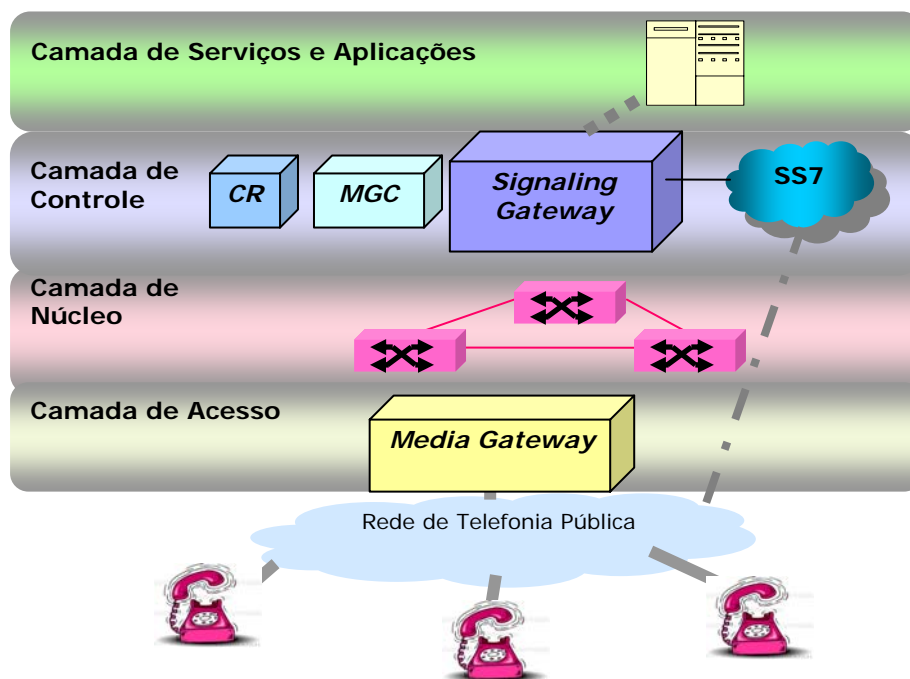 Camada de Serviços e Aplicações
Camada de
Controle
CR
MGC
Signaling
Gateway
SS7
Camada de
Núcleo
Camada de Acesso
Media Gateway
Rede de Telefonia Pública